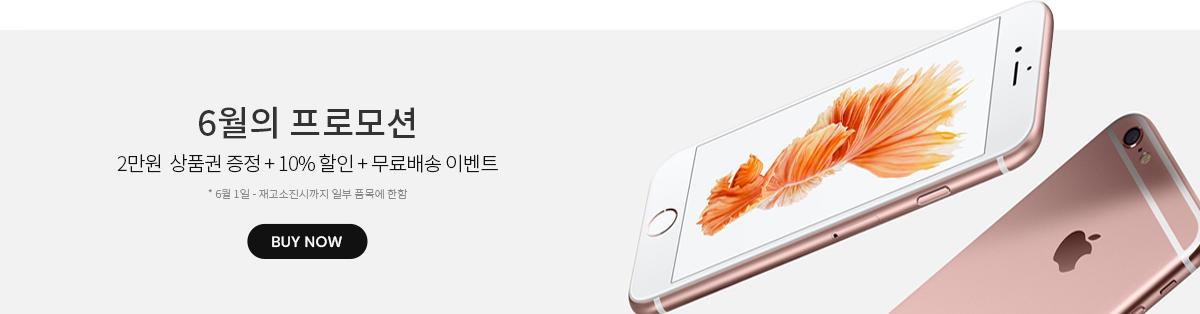 6월의 프로모션
2만원 상품권 증정 + 10% 할인 + 무료배송 이벤트
* 6월 1일 - 재고소진시까지 일부 품목에 한함
BUY NOW